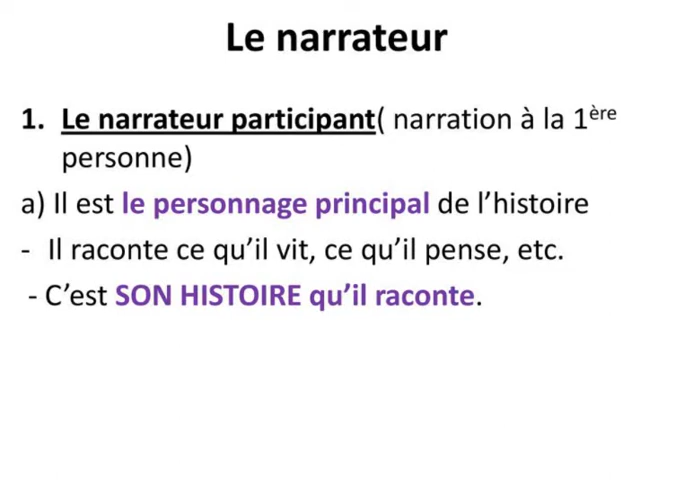 Le narrateur
1. Le narrateur participant( narration à la 1ère
personne)
a) Il est le personnage principal de l’histoire
- Il raconte ce qu’il vit, ce qu’il pense, etc.
- C’est SON HISTOIRE qu’il raconte.